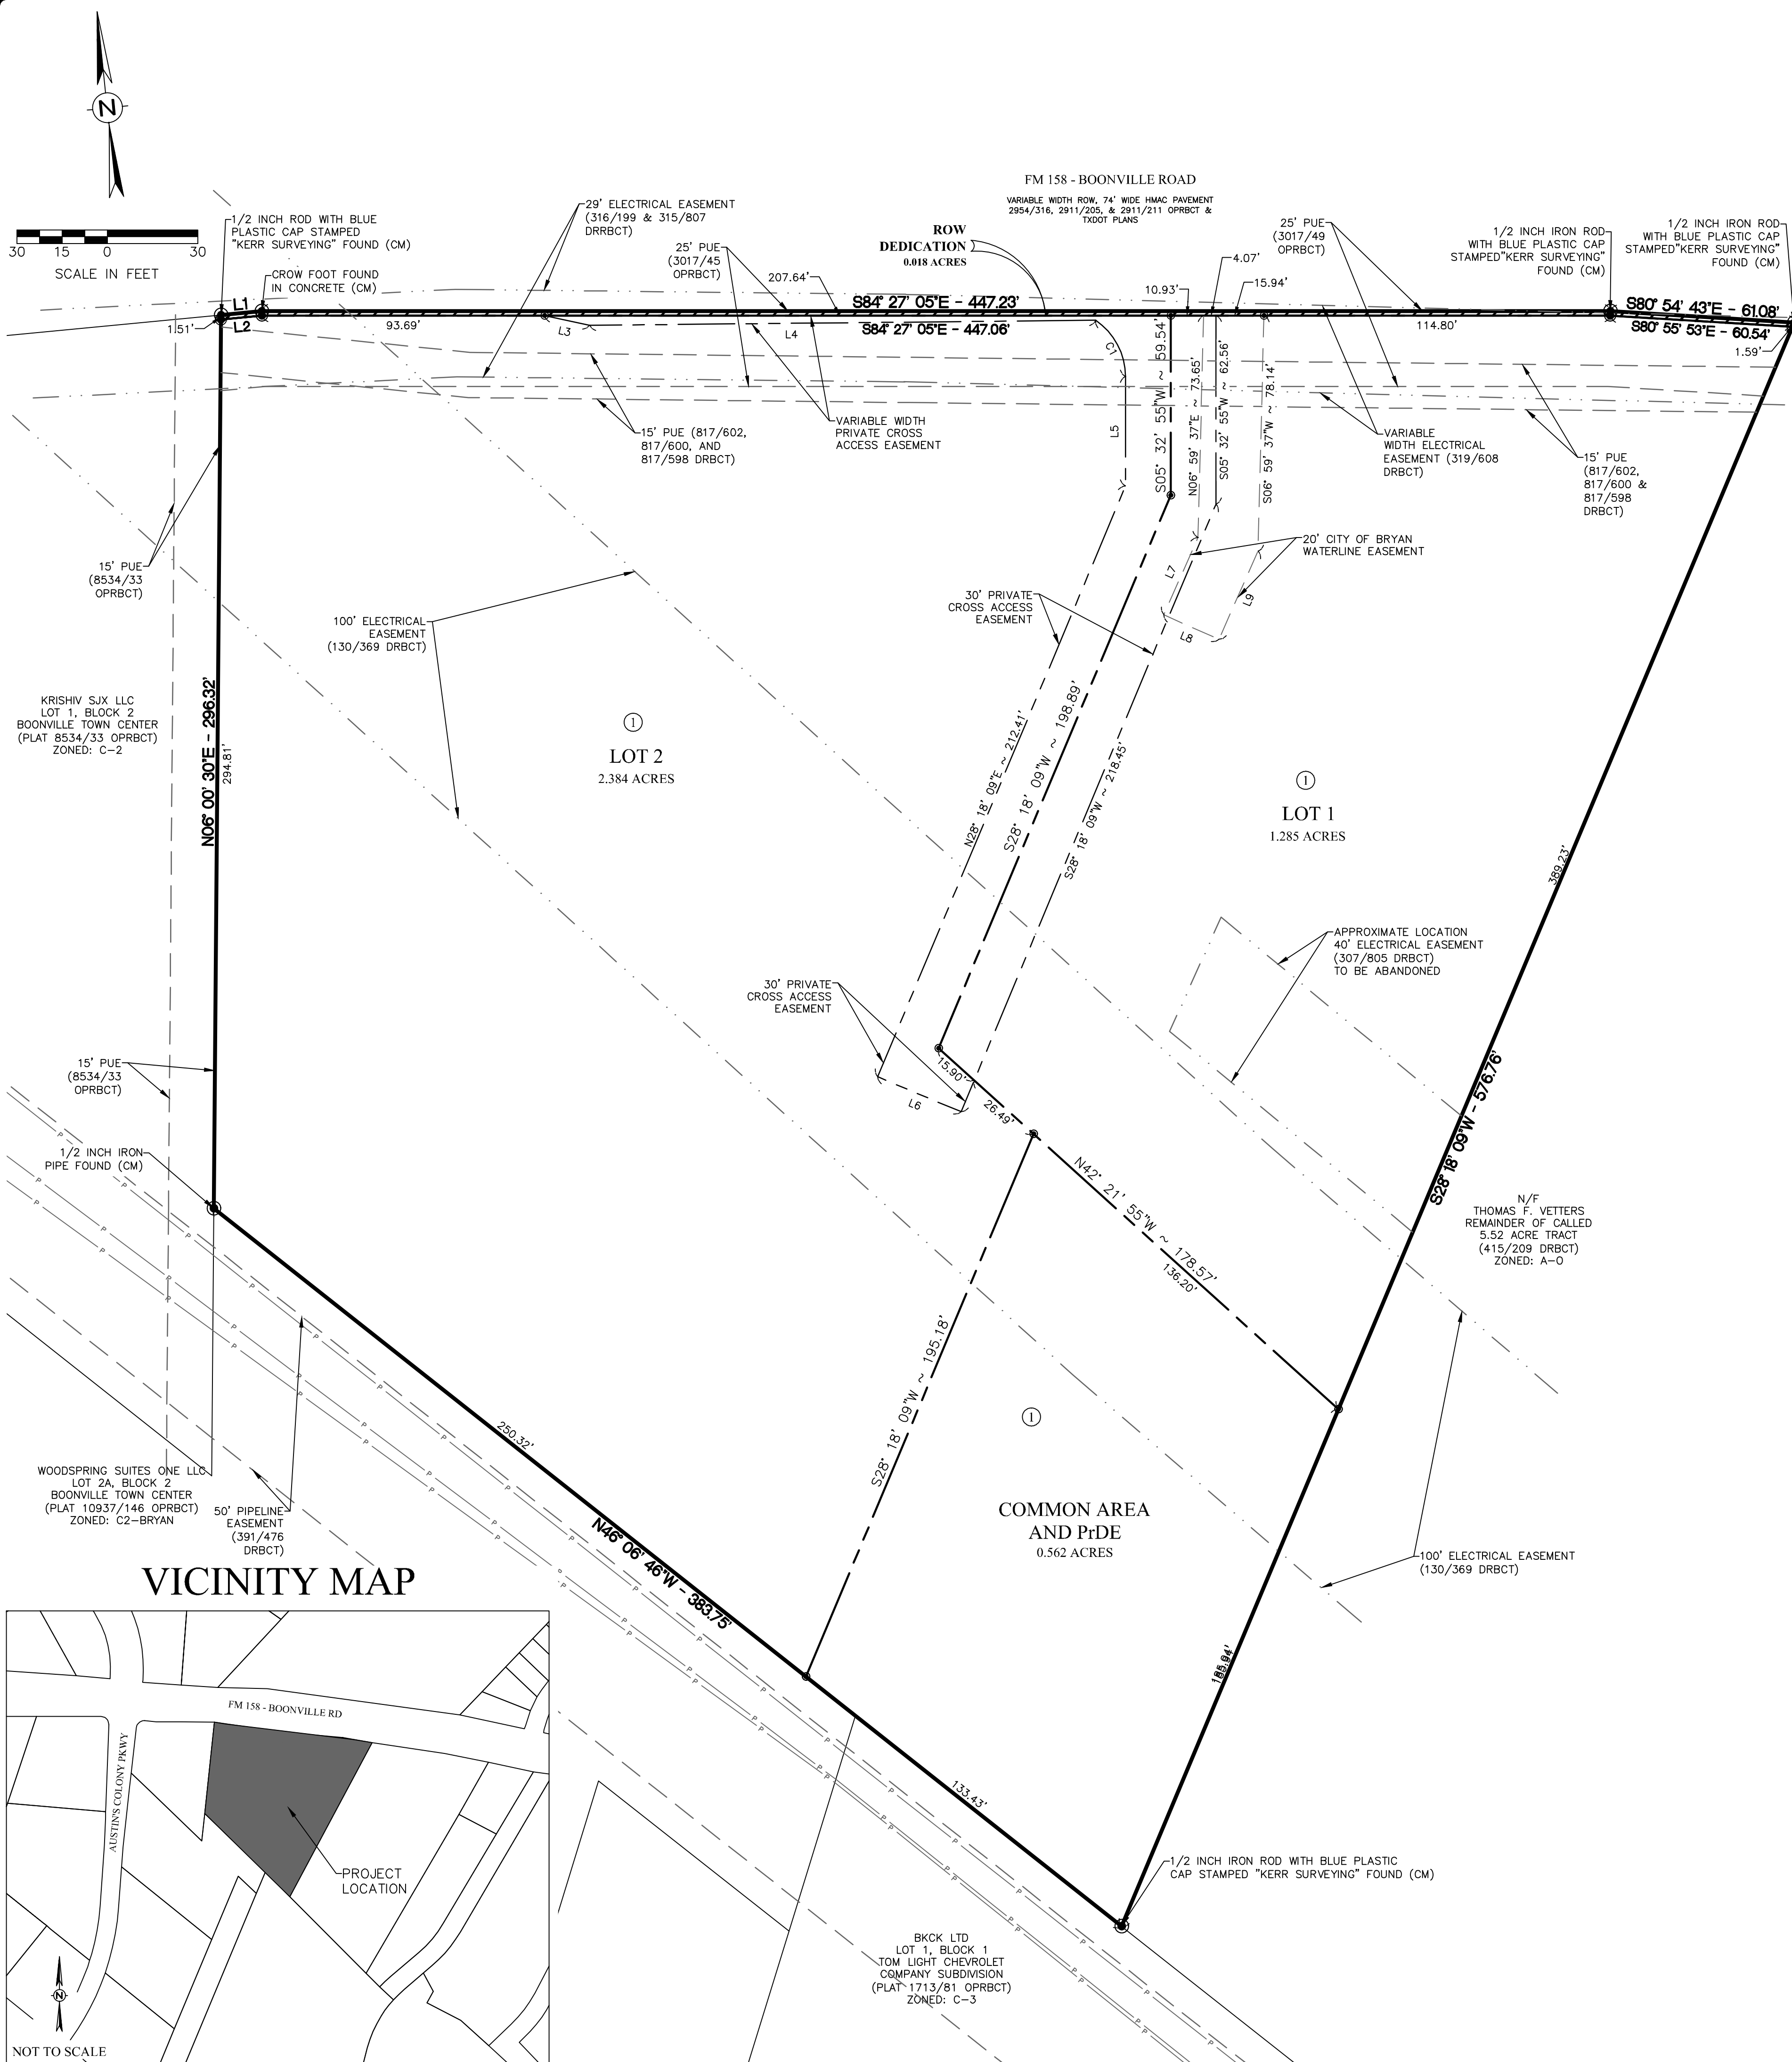 N
30 15 0 30
SCALE IN FEET
FM 158 - BOONVILLE ROAD
VARIABLE WIDTH ROW, 74' WIDE HMAC PAVEMENT
2954/316, 2911/205, & 2911/211 OPRBCT &
TXDOT PLANS
1/2 INCH ROD WITH BLUE
PLASTIC CAP STAMPED
"KERR SURVEYING" FOUND (CM)
CROW FOOT FOUND
IN CONCRETE (CM)
29' ELECTRICAL EASEMENT
(316/199 & 315/807
DRRBCT)
25' PUE
(3017/45
OPRBCT)
ROW
DEDICATION
0.018 ACRES
25' PUE
(3017/49
OPRBCT)
1/2 INCH IRON ROD
WITH BLUE PLASTIC CAP
STAMPED"KERR SURVEYING"
FOUND (CM)
1/2 INCH IRON ROD
WITH BLUE PLASTIC CAP
STAMPED"KERR SURVEYING"
FOUND (CM)
207.64'
10.93'
4.07'
15.94'
L1
L2
1.51'
93.69'
L3
L4
S84° 27' 05"E - 447.23'
S84° 27' 05"E - 447.06'
114.80'
S80° 54' 43"E - 61.08'
S80° 55' 53"E - 60.54'
1.59'
C1
L5
S05° 32' 55"W ~ 59.54'
N06° 59' 37"E ~ 73.65'
S05° 32' 55"W ~ 62.56'
S06° 59' 37"W ~ 78.14'
15' PUE (817/602,
817/600, AND
817/598 DRBCT)
VARIABLE WIDTH
PRIVATE CROSS
ACCESS EASEMENT
VARIABLE
WIDTH ELECTRICAL
EASEMENT (319/608
DRBCT)
15' PUE
(817/602,
817/600 &
817/598
DRBCT)
15' PUE
(8534/33
OPRBCT)
20' CITY OF BRYAN
WATERLINE EASEMENT
L7
L8
L9
30' PRIVATE
CROSS ACCESS
EASEMENT
100' ELECTRICAL
EASEMENT
(130/369 DRBCT)
KRISHIV SJX LLC
LOT 1, BLOCK 2
BOONVILLE TOWN CENTER
(PLAT 8534/33 OPRBCT)
ZONED: C-2
N06° 00' 30"E - 296.32'
294.81'
1
LOT 2
2.384 ACRES
N28° 18' 09"E ~ 212.41'
S28° 18' 09"W ~ 198.89'
S28° 18' 09"W ~ 218.45'
1
LOT 1
1.285 ACRES
389.23'
APPROXIMATE LOCATION
40' ELECTRICAL EASEMENT
(307/805 DRBCT)
TO BE ABANDONED
30' PRIVATE
CROSS ACCESS
EASEMENT
15.90'
L6
26.49'
15' PUE
(8534/33
OPRBCT)
1/2 INCH IRON
PIPE FOUND (CM)
N42° 21' 55"W ~ 178.57'
136.20'
S28° 18' 09"W - 576.76'
N/F
THOMAS F. VETTERS
REMAINDER OF CALLED
5.52 ACRE TRACT
(415/209 DRBCT)
ZONED: A-O
S28° 18' 09"W ~ 195.18'
250.32'
1
COMMON AREA
AND PrDE
0.562 ACRES
WOODSPRING SUITES ONE LLC
LOT 2A, BLOCK 2
BOONVILLE TOWN CENTER
(PLAT 10937/146 OPRBCT)
ZONED: C2-BRYAN
50' PIPELINE
EASEMENT
(391/476
DRBCT)
N46° 06' 46"W - 383.75'
100' ELECTRICAL EASEMENT
(130/369 DRBCT)
133.43'
1/2 INCH IRON ROD WITH BLUE PLASTIC
CAP STAMPED "KERR SURVEYING" FOUND (CM)
BKCK LTD
LOT 1, BLOCK 1
TOM LIGHT CHEVROLET
COMPANY SUBDIVISION
(PLAT 1713/81 OPRBCT)
ZONED: C-3
VICINITY MAP
FM 158 - BOONVILLE RD
AUSTIN'S COLONY PKWY
PROJECT
LOCATION
N
NOT TO SCALE